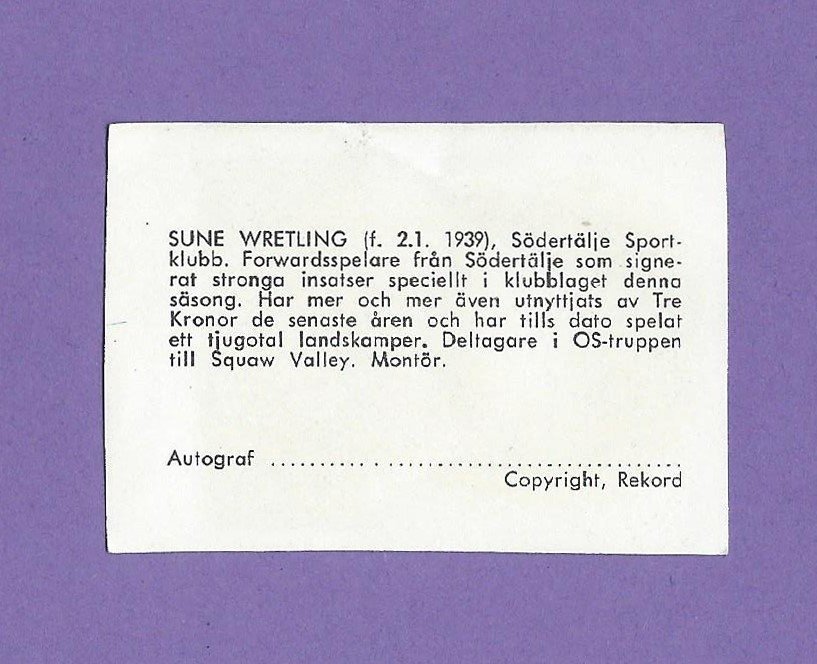 SUNE WRETLING (f. 2.1. 1939), Södertälje Sport-
klubb. Forwardsspelare från Södertälje som signe-
rat stronga insatser speciellt i klubblaget denna
säsong. Har mer och mer även utnyttjats av Tre
Kronor de senaste åren och har tills dato spelat
ett tjugotal landskamper. Deltagare i OS-truppen
till Squaw Valley. Montör.
Autograf ............................................
Copyright, Rekord